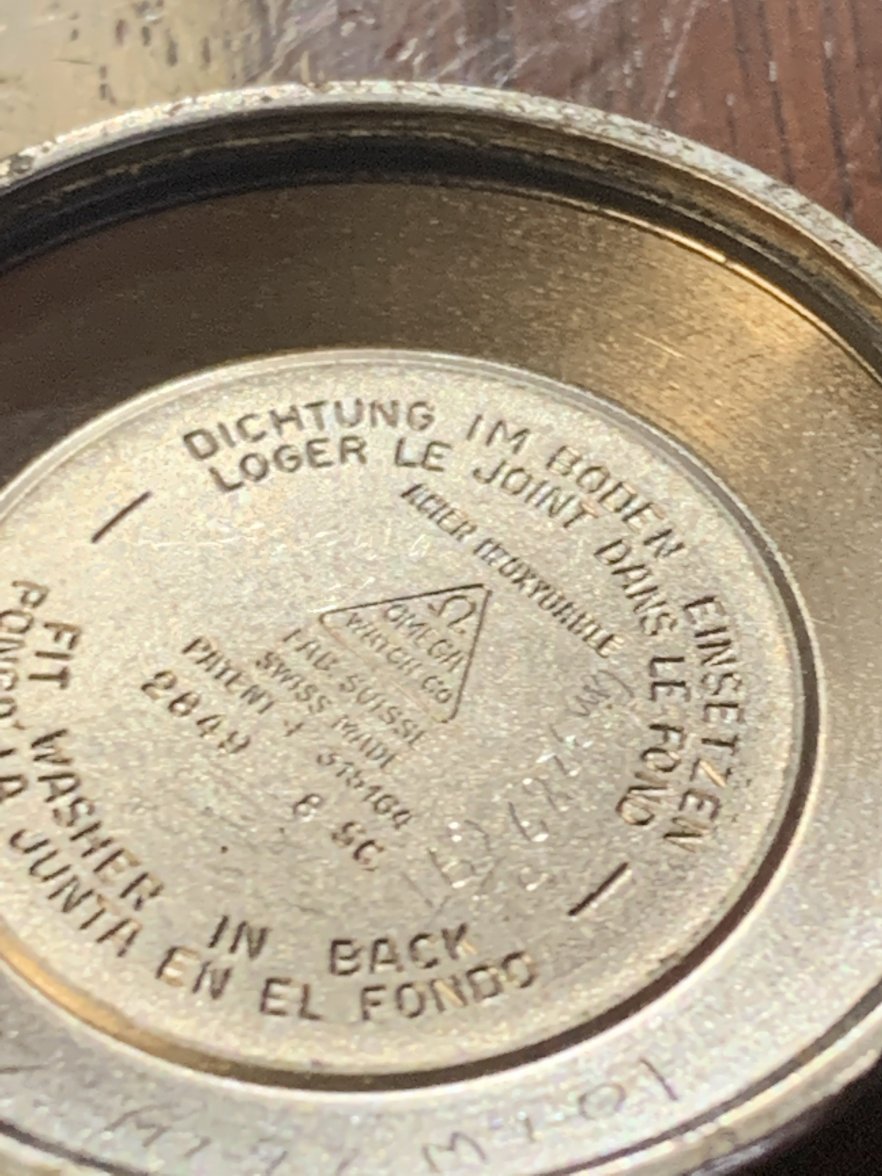 DICHTUNG IM BODEN EINSETZEN
LOGER LE JOINT DANS LE FOND
ACIER INOXYDABLE
Ω
OMEGA
WATCH CO
FAB. SUISSE
SWISS MADE
PATENT + 315164
2849 6 SC
FIT WASHER IN BACK
LA JUNTA EN EL FONDO